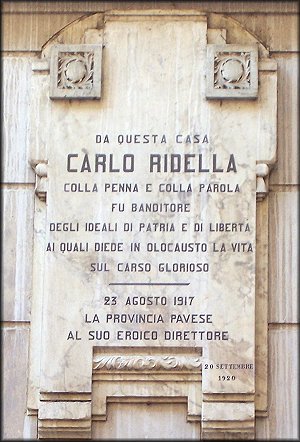 DA QUESTA CASA
CARLO RIDELLA
COLLA PENNA E COLLA PAROLA
FU BANDITORE
DEGLI IDEALI DI PATRIA E DI LIBERTA
AI QUALI DIEDE IN OLOCAUSTO LA VITA
SUL CARSO GLORIOSO
23 AGOSTO 1917
LA PROVINCIA PAVESE
AL SUO EROICO DIRETTORE
20 SETTEMBRE
1920